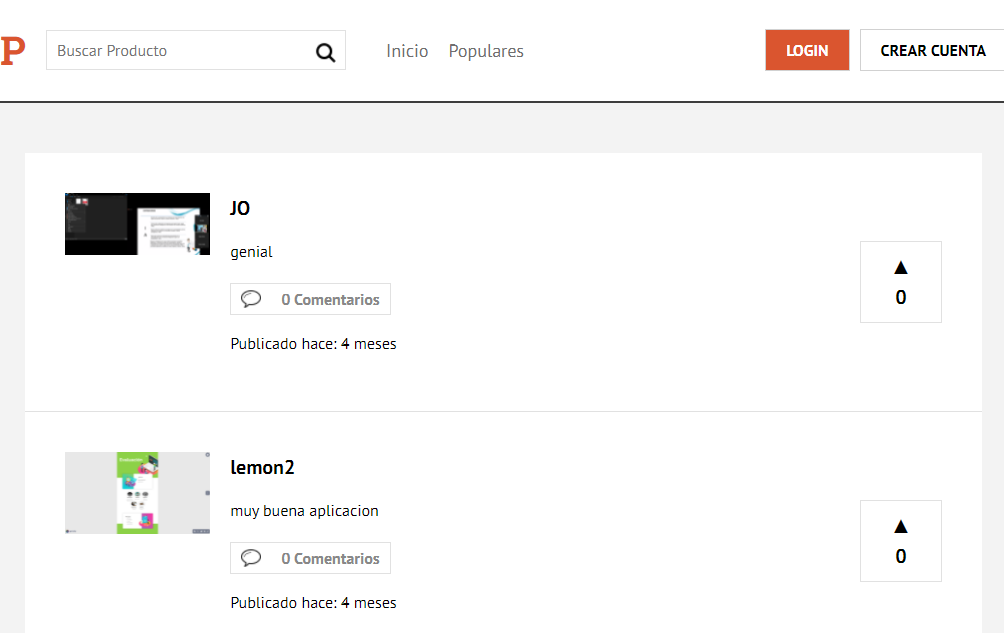 P
Buscar Producto
Inicio
Populares
LOGIN
CREAR CUENTA
JO
genial
0 Comentarios
Publicado hace: 4 meses
▲
0
lemon2
muy buena aplicacion
0 Comentarios
Publicado hace: 4 meses
▲
0